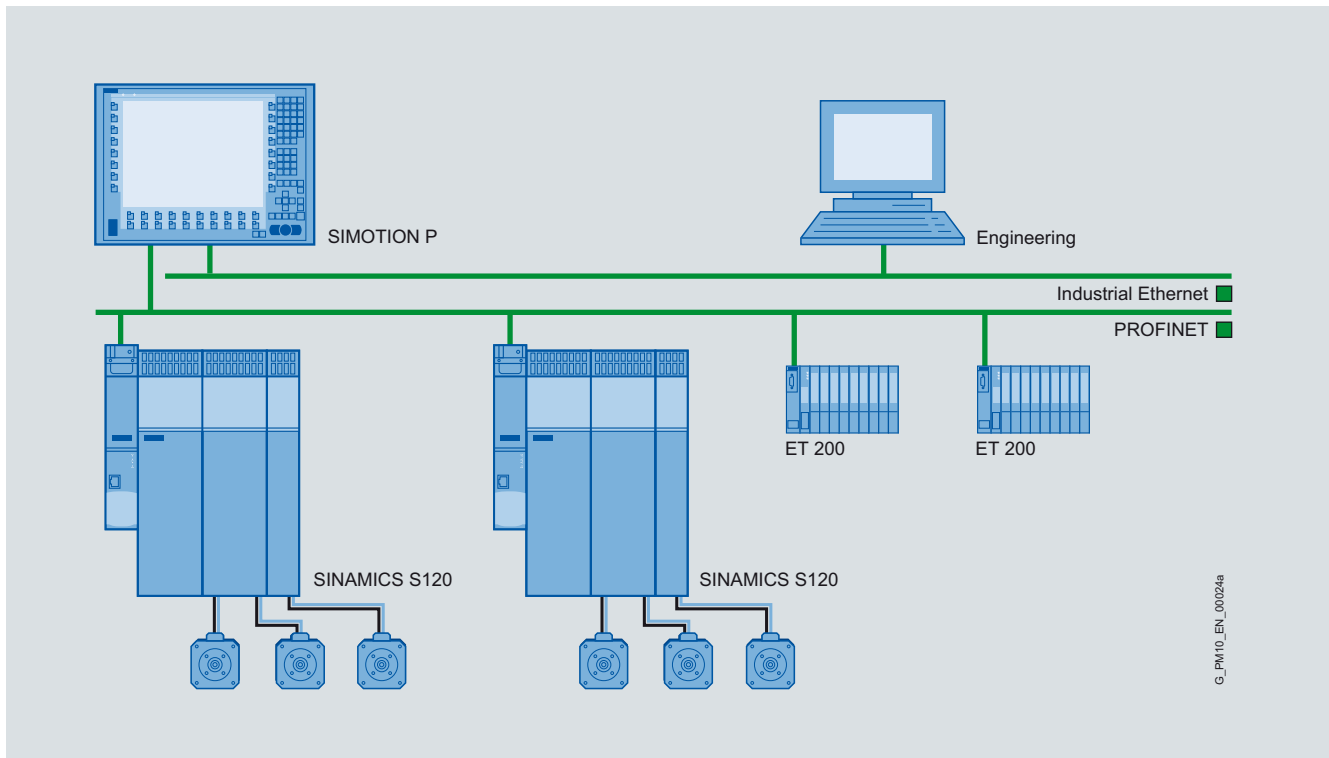 SIMOTION P
Engineering
Industrial Ethernet
PROFINET
ET 200
ET 200
SINAMICS S120
SINAMICS S120
G_PM10_EN_00024a